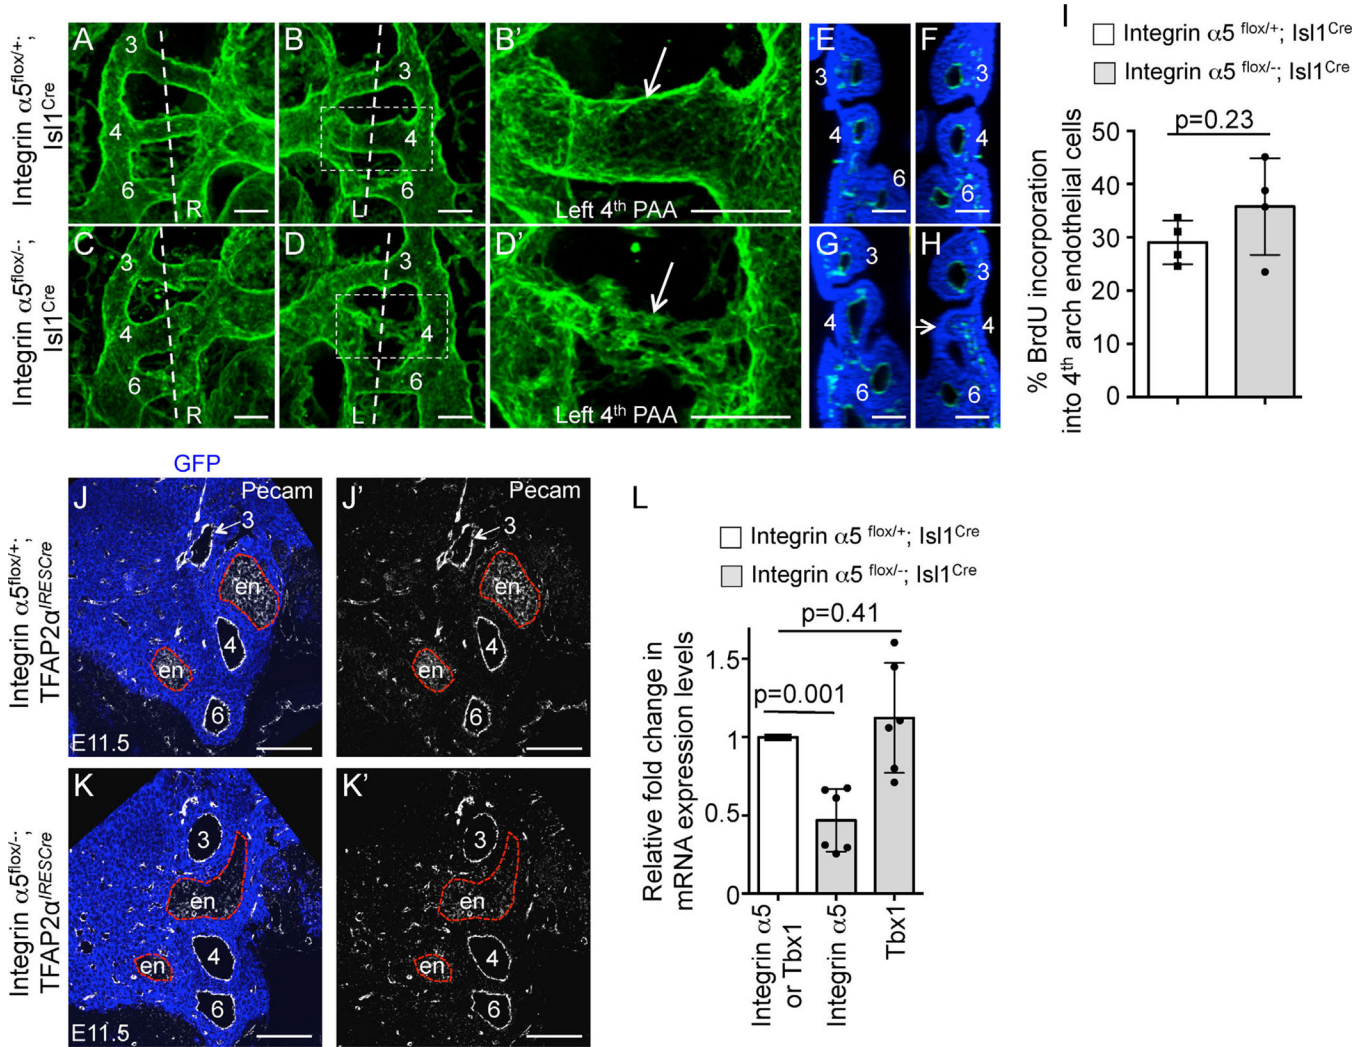 Integrin α5flox/+;
Isl1Cre
A
3
4
6
R
B
3
4
6
L
B’
Left 4th PAA
E
3
4
6
F
3
4
6
Integrin α5flox/-;
Isl1Cre
C
3
4
6
R
D
3
4
6
L
D’
Left 4th PAA
G
3
4
6
H
3
4
6
I
Integrin α5 flox/+; Isl1Cre
Integrin α5 flox/-; Isl1Cre
p=0.23
% BrdU incorporation
into 4th arch endothelial cells
50
40
30
20
10
0
GFP
Integrin α5flox/+;
TFAP2αIRESCre
J
Pecam
3
en
4
en
6
E11.5
J’
Pecam
3
en
4
en
6
Integrin α5flox/-;
TFAP2αIRESCre
K
3
en
4
en
6
E11.5
K’
3
en
4
en
6
L
Integrin α5 flox/+; Isl1Cre
Integrin α5 flox/-; Isl1Cre
p=0.41
p=0.001
Relative fold change in
mRNA expression levels
1.5
1
0.5
0
Integrin α5
or Tbx1
Integrin α5
Tbx1